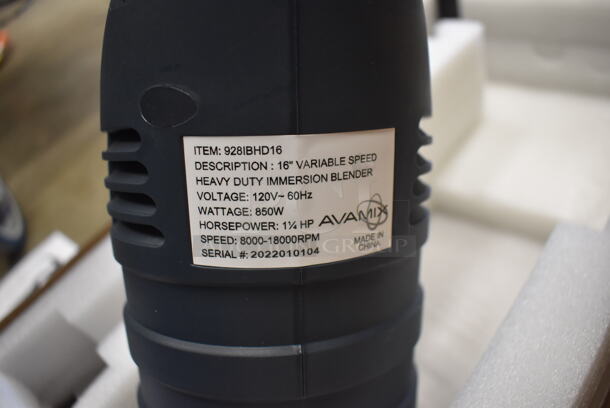 ITEM: 928IBHD16
DESCRIPTION : 16" VARIABLE SPEED
HEAVY DUTY IMMERSION BLENDER
VOLTAGE: 120V~ 60Hz
WATTAGE: 850W
HORSEPOWER: 1¼ HP
SPEED: 8000-18000RPM
SERIAL #: 2022010104
AVAMIX
MADE IN
CHINA